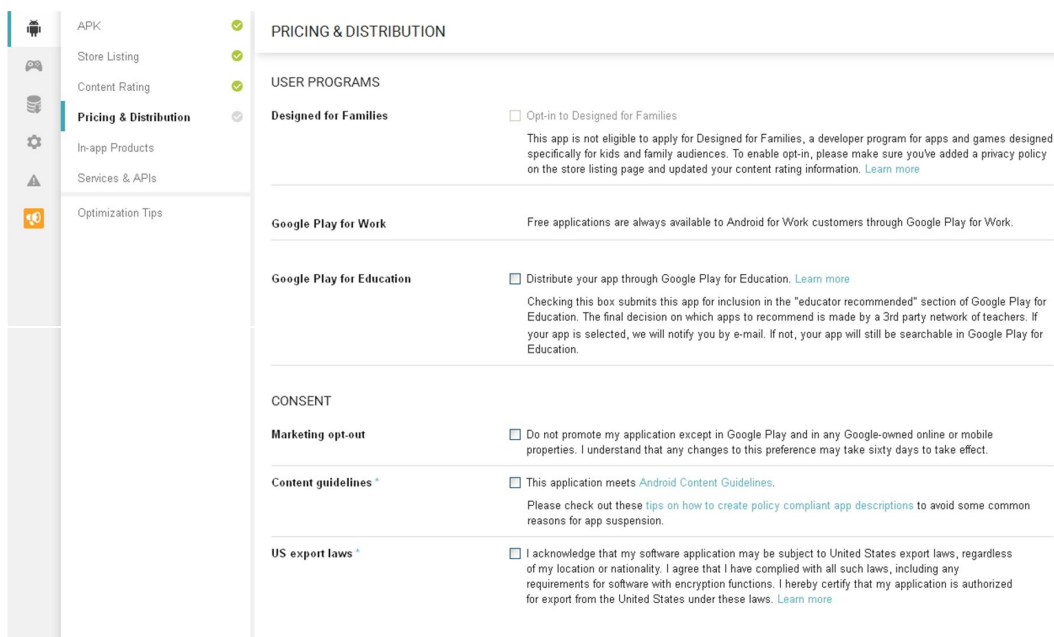 APK
Store Listing
Content Rating
Pricing & Distribution
In-app Products
Services & APIs
Optimization Tips
PRICING & DISTRIBUTION
USER PROGRAMS
Designed for Families
Opt-in to Designed for Families
This app is not eligible to apply for Designed for Families, a developer program for apps and games designed
specifically for kids and family audiences. To enable opt-in, please make sure you've added a privacy policy
on the store listing page and updated your content rating information. Learn more
Google Play for Work
Free applications are always available to Android for Work customers through Google Play for Work.
Google Play for Education
Distribute your app through Google Play for Education. Learn more
Checking this box submits this app for inclusion in the "educator recommended" section of Google Play for
Education. The final decision on which apps to recommend is made by a 3rd party network of teachers. If
your app is selected, we will notify you by e-mail. If not, your app will still be searchable in Google Play for
Education.
CONSENT
Marketing opt-out
Do not promote my application except in Google Play and in any Google-owned online or mobile
properties. I understand that any changes to this preference may take sixty days to take effect.
Content guidelines *
This application meets Android Content Guidelines.
Please check out these tips on how to create policy compliant app descriptions to avoid some common
reasons for app suspension.
US export laws *
I acknowledge that my software application may be subject to United States export laws, regardless
of my location or nationality. I agree that I have complied with all such laws, including any
requirements for software with encryption functions. I hereby certify that my application is authorized
for export from the United States under these laws. Learn more